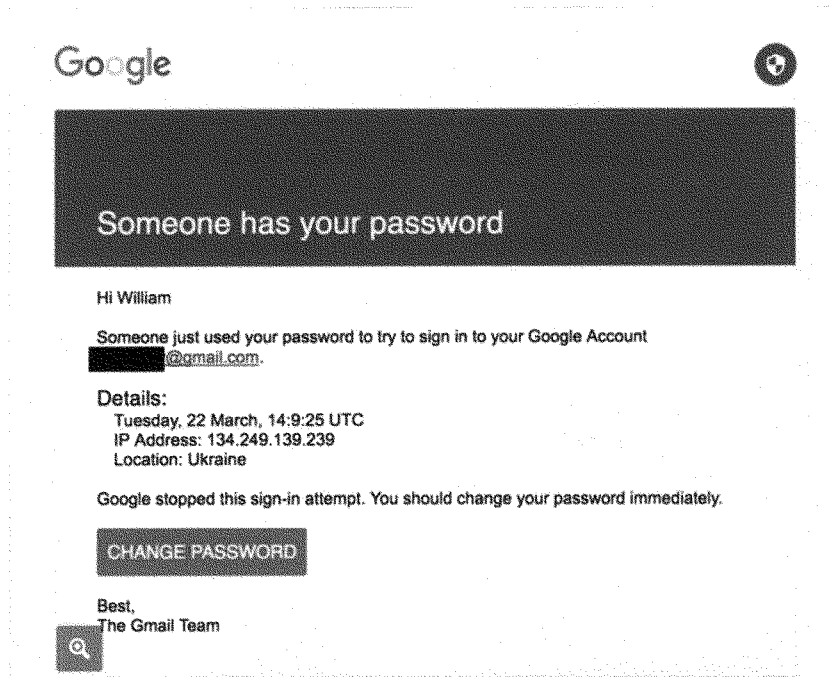 Google
Someone has your password
Hi William
Someone just used your password to try to sign in to your Google Account
@gmail.com.
Details:
Tuesday, 22 March, 14:9:25 UTC
IP Address: 134.249.139.239
Location: Ukraine
Google stopped this sign-in attempt. You should change your password immediately.
CHANGE PASSWORD
Best,
The Gmail Team